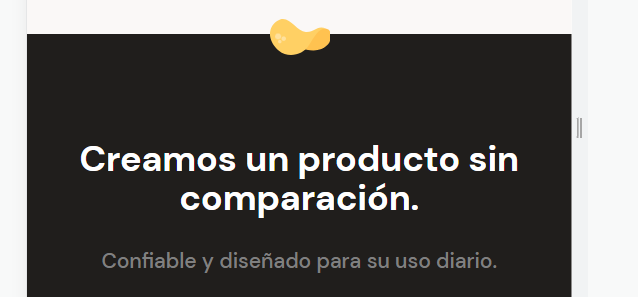 Creamos un producto sin
comparación.
Confiable y diseñado para su uso diario.